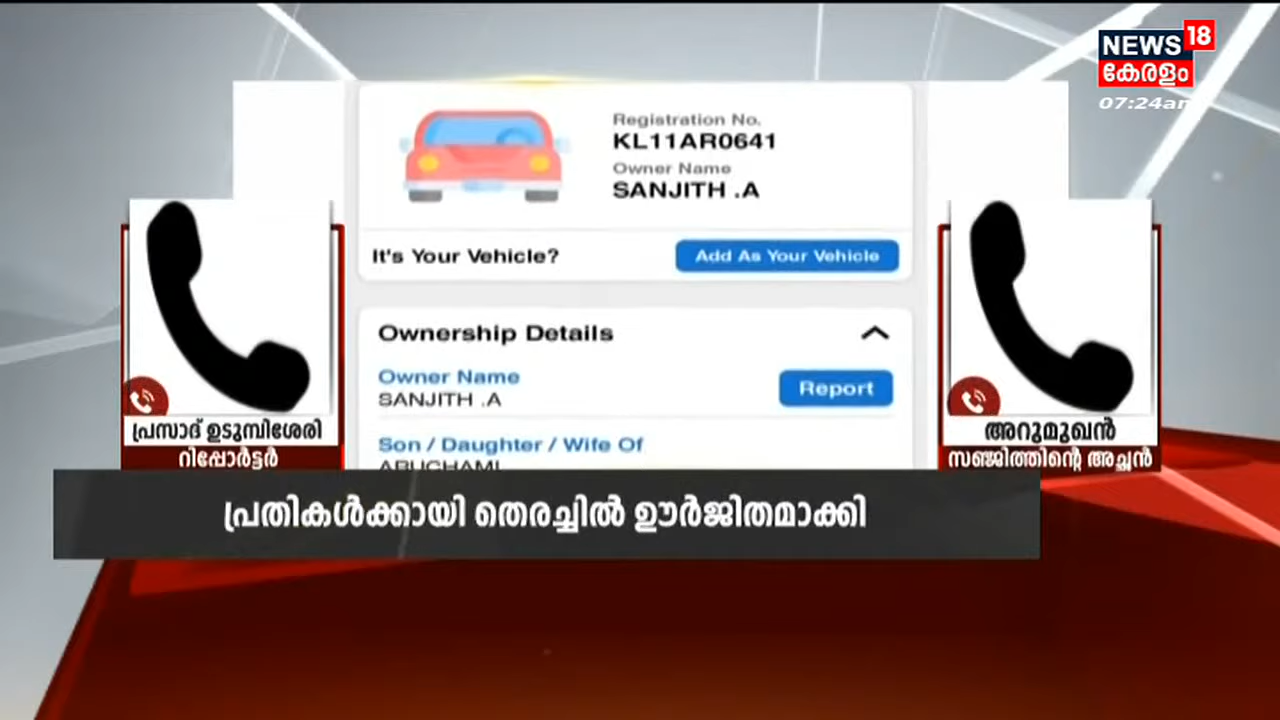 NEWS 18
കേരളം
07:24am
Registration No.
KL11AR0641
Owner Name
SANJITH .A
It's Your Vehicle?
Add As Your Vehicle
Ownership Details
Owner Name
SANJITH .A
Report
Son / Daughter / Wife Of
ARUCHAMI
പ്രസാദ് ഉടുമ്പിശേരി
റിപ്പോർട്ടർ
അറുമുഖൻ
സഞ്ജിത്തിന്റെ അച്ഛൻ
പ്രതികൾക്കായി തെരച്ചിൽ ഊർജിതമാക്കി